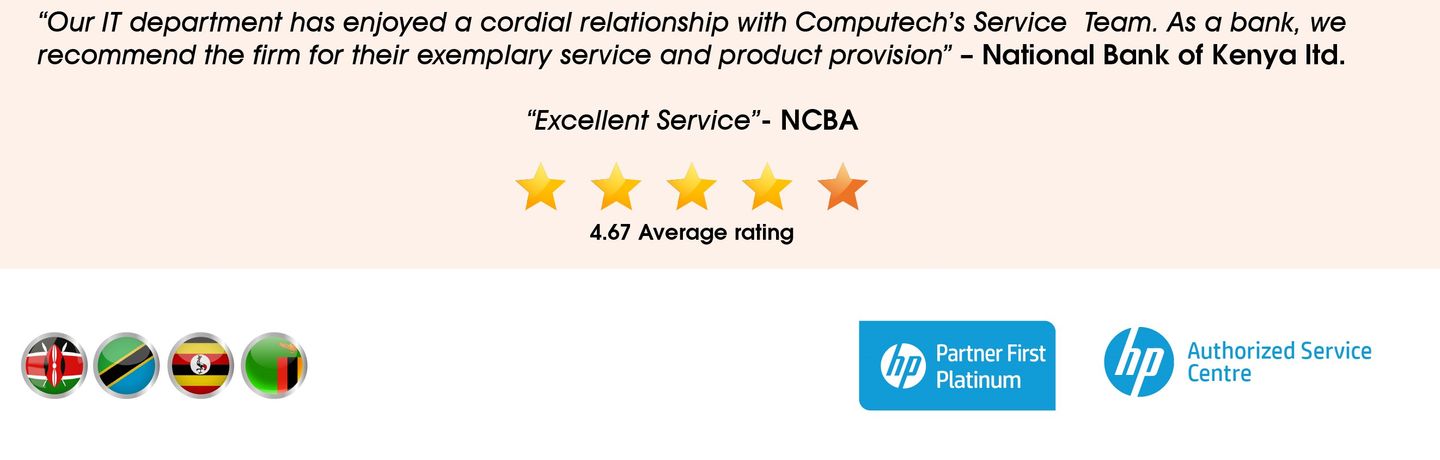 “Our IT department has enjoyed a cordial relationship with Computech’s Service Team. As a bank, we
recommend the firm for their exemplary service and product provision” – National Bank of Kenya ltd.
“Excellent Service”- NCBA
4.67 Average rating
hp Partner First
Platinum
hp Authorized Service
Centre